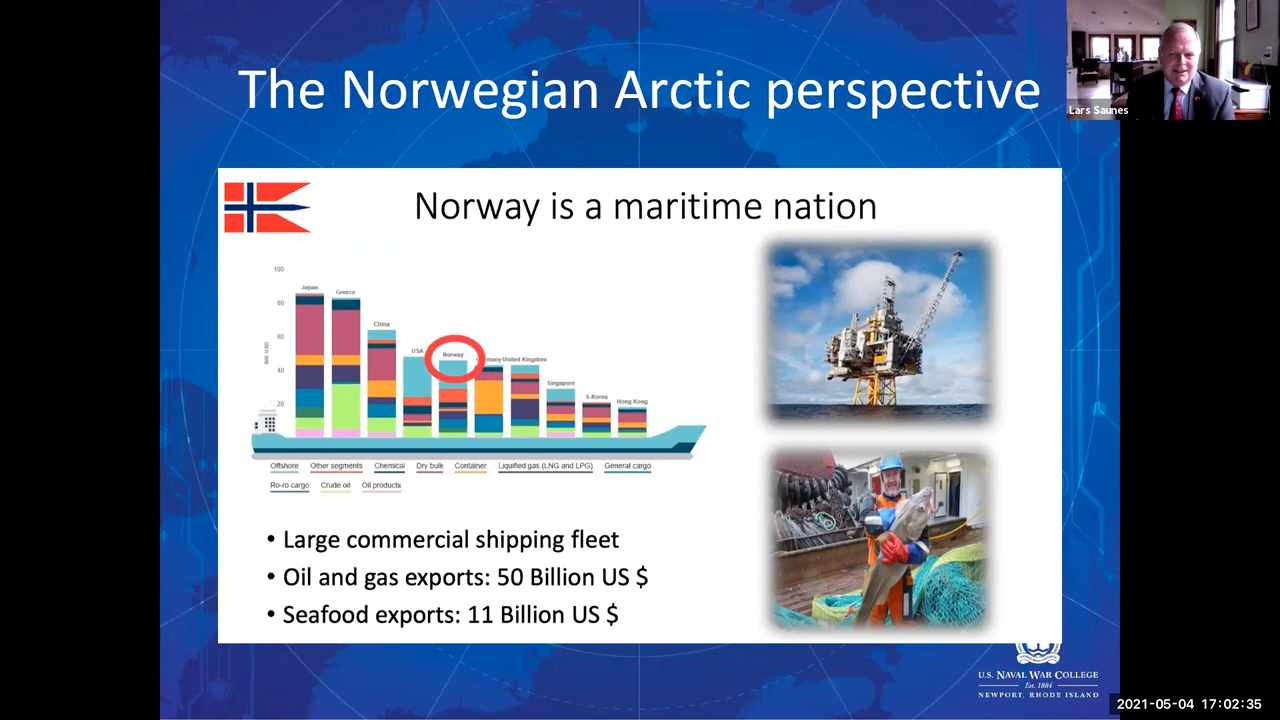 The Norwegian Arctic perspective
Lars Saunes
Norway is a maritime nation
100
80
60
40
20
Bill. USD
Japan
Greece
China
USA
Norway
Germany
United Kingdom
Singapore
S.Korea
Hong Kong
Offshore Other segments Chemical Dry bulk Container Liquified gas (LNG and LPG) General cargo
Ro-ro cargo Crude oil Oil products
• Large commercial shipping fleet
• Oil and gas exports: 50 Billion US $
• Seafood exports: 11 Billion US $
U.S. NAVAL WAR COLLEGE
Est. 1884
NEWPORT, RHODE ISLAND
2021-05-04 17:02:35